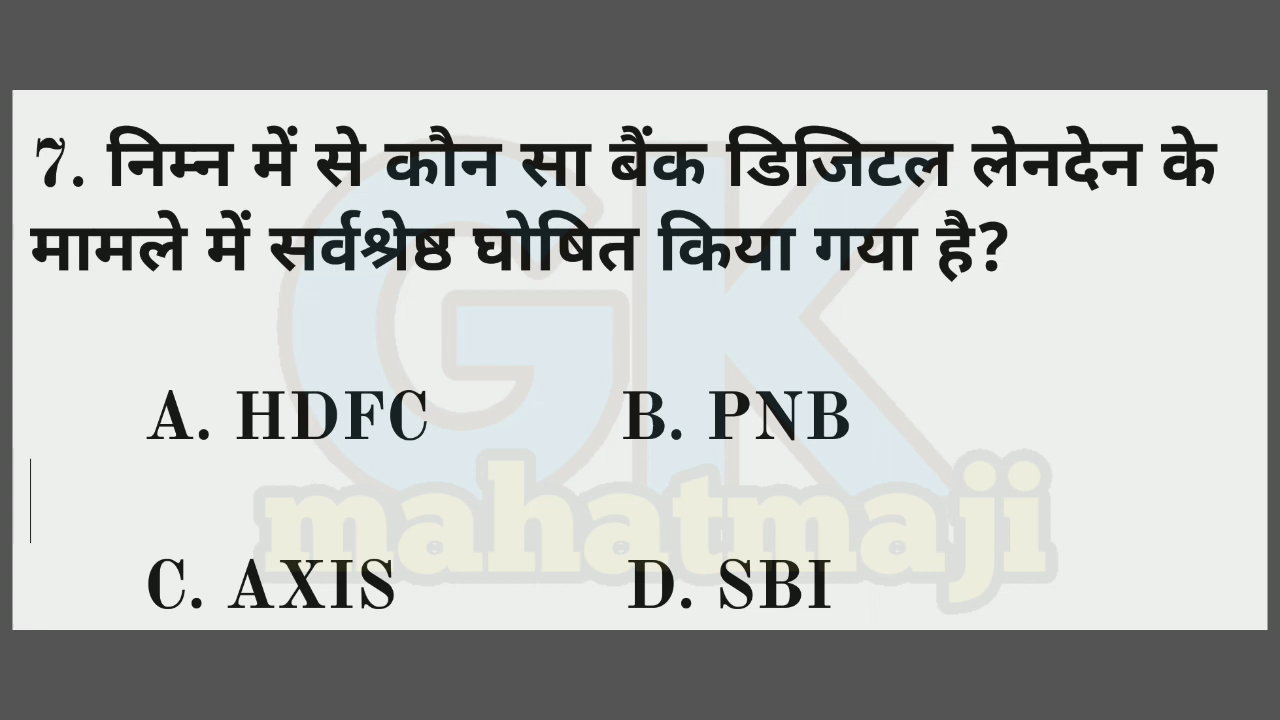 7. निम्न में से कौन सा बैंक डिजिटल लेनदेन के
मामले में सर्वश्रेष्ठ घोषित किया गया है?
A. HDFC B. PNB
C. AXIS D. SBI
GK
mahatmaji